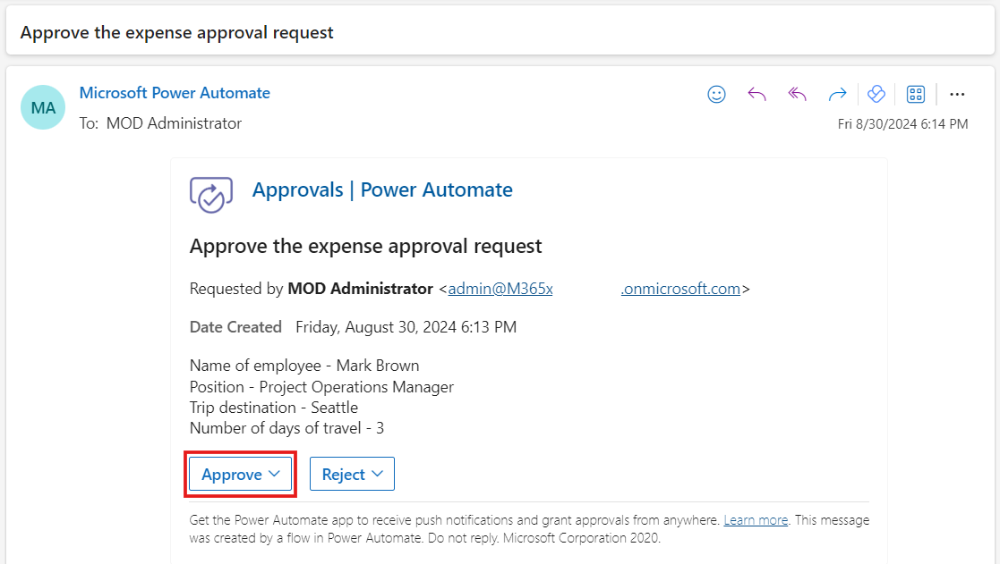 Approve the expense approval request
MA
Microsoft Power Automate
To: MOD Administrator
Fri 8/30/2024 6:14 PM
Approvals | Power Automate
Approve the expense approval request
Requested by MOD Administrator <admin@M365x .onmicrosoft.com>
Date Created Friday, August 30, 2024 6:13 PM
Name of employee - Mark Brown
Position - Project Operations Manager
Trip destination - Seattle
Number of days of travel - 3
Approve Reject
Get the Power Automate app to receive push notifications and grant approvals from anywhere. Learn more. This message
was created by a flow in Power Automate. Do not reply. Microsoft Corporation 2020.